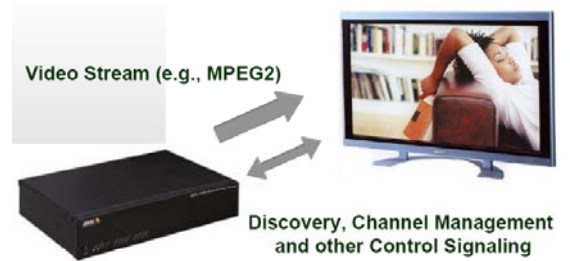 Video Stream (e.g., MPEG2)
Discovery, Channel Management
and other Control Signaling